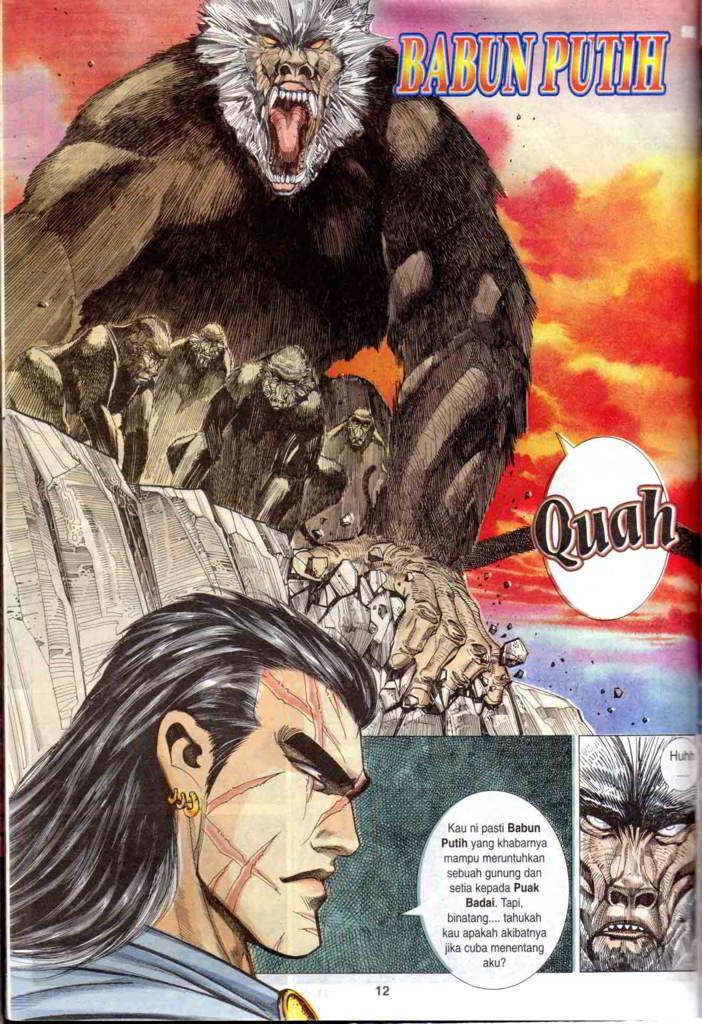 BABUN PUTIH
Quah
Huhh
Kau ni pasti Babun
Putih yang khabarnya
mampu meruntuhkan
sebuah gunung dan
setia kepada Puak
Badai. Tapi,
binatang.... tahukah
kau apakah akibatnya
jika cuba menentang
aku?
12